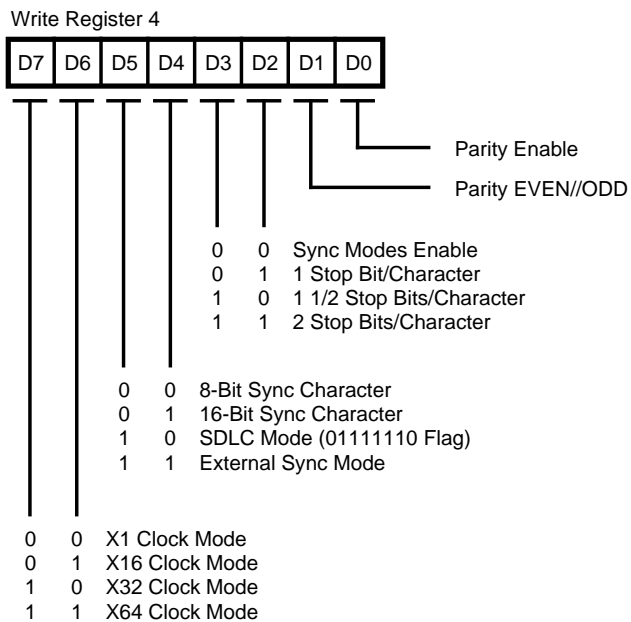 Write Register 4
D7 D6 D5 D4 D3 D2 D1 D0
Parity Enable
Parity EVEN//ODD
0 0 Sync Modes Enable
0 1 1 Stop Bit/Character
1 0 1 1/2 Stop Bits/Character
1 1 2 Stop Bits/Character
0 0 8-Bit Sync Character
0 1 16-Bit Sync Character
1 0 SDLC Mode (01111110 Flag)
1 1 External Sync Mode
0 0 X1 Clock Mode
0 1 X16 Clock Mode
1 0 X32 Clock Mode
1 1 X64 Clock Mode